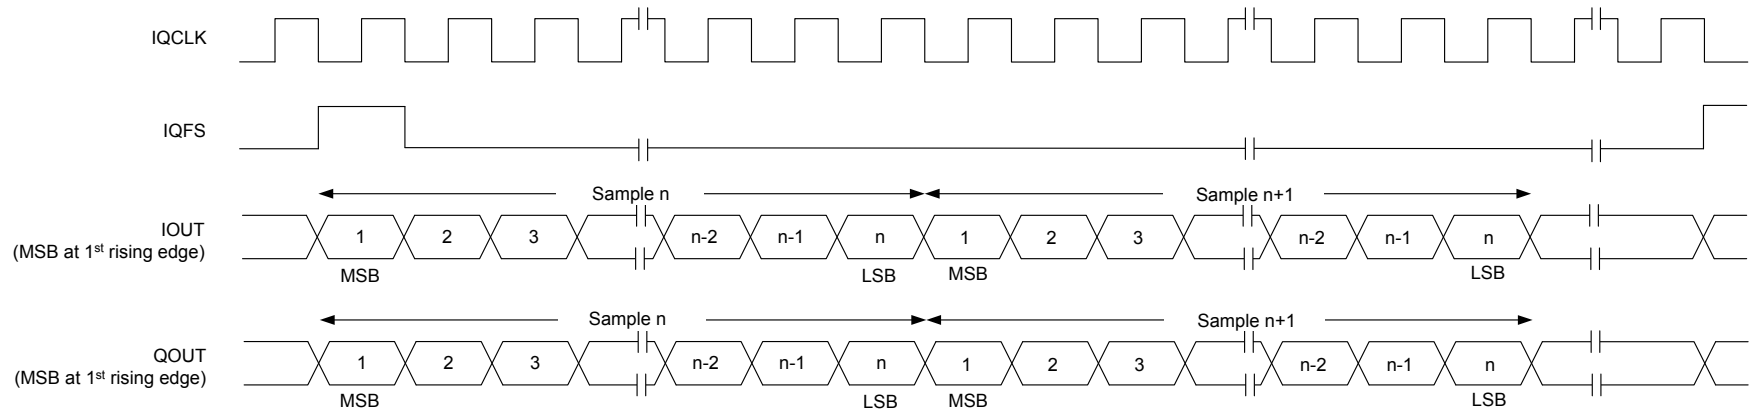 IQCLK
IQFS
Sample n Sample n+1
IOUT
(MSB at 1st rising edge)
1 2 3 n-2 n-1 n 1 2 3 n-2 n-1 n
MSB LSB MSB LSB
Sample n Sample n+1
QOUT
(MSB at 1st rising edge)
1 2 3 n-2 n-1 n 1 2 3 n-2 n-1 n
MSB LSB MSB LSB